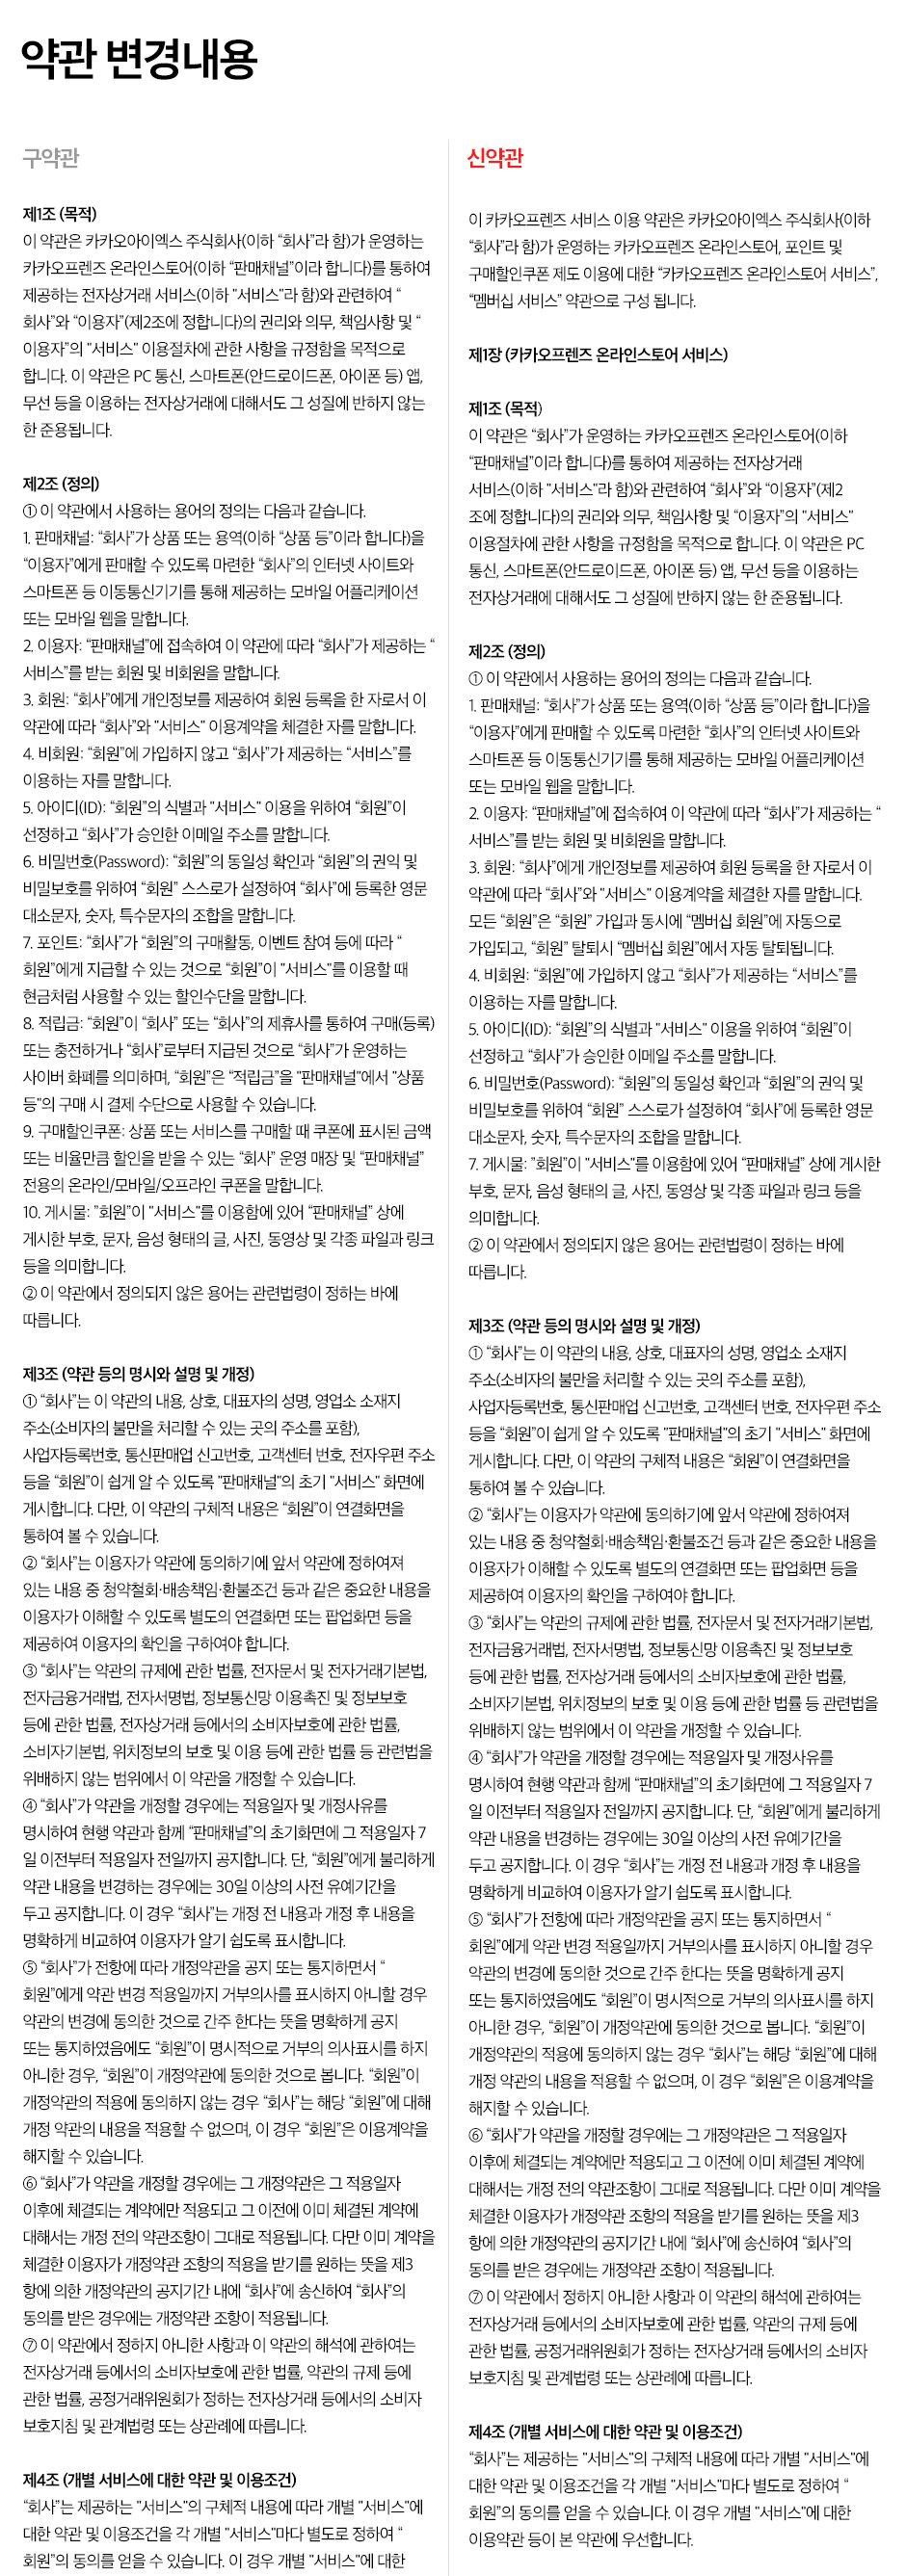 약관 변경내용
구약관
제1조 (목적)
이 약관은 카카오아이엑스 주식회사(이하 “회사”라 함)가 운영하는
카카오프렌즈 온라인스토어(이하 “판매채널”이라 합니다)를 통하여
제공하는 전자상거래 서비스(이하 "서비스"라 함)와 관련하여 “
회사”와 “이용자”(제2조에 정합니다)의 권리와 의무, 책임사항 및 “
이용자”의 "서비스" 이용절차에 관한 사항을 규정함을 목적으로
합니다. 이 약관은 PC 통신, 스마트폰(안드로이드폰, 아이폰 등) 앱,
무선 등을 이용하는 전자상거래에 대해서도 그 성질에 반하지 않는
한 준용됩니다.
제2조 (정의)
① 이 약관에서 사용하는 용어의 정의는 다음과 같습니다.
1. 판매채널: “회사”가 상품 또는 용역(이하 “상품 등”이라 합니다)을
“이용자”에게 판매할 수 있도록 마련한 “회사”의 인터넷 사이트와
스마트폰 등 이동통신기기를 통해 제공하는 모바일 어플리케이션
또는 모바일 웹을 말합니다.
2. 이용자: “판매채널”에 접속하여 이 약관에 따라 “회사”가 제공하는 “
서비스”를 받는 회원 및 비회원을 말합니다.
3. 회원: “회사”에게 개인정보를 제공하여 회원 등록을 한 자로서 이
약관에 따라 “회사”와 "서비스" 이용계약을 체결한 자를 말합니다.
4. 비회원: “회원”에 가입하지 않고 “회사”가 제공하는 “서비스”를
이용하는 자를 말합니다.
5. 아이디(ID): “회원”의 식별과 "서비스" 이용을 위하여 “회원”이
선정하고 “회사”가 승인한 이메일 주소를 말합니다.
6. 비밀번호(Password): “회원”의 동일성 확인과 “회원”의 권익 및
비밀보호를 위하여 “회원” 스스로가 설정하여 “회사”에 등록한 영문
대소문자, 숫자, 특수문자의 조합을 말합니다.
7. 포인트: “회사”가 “회원”의 구매활동, 이벤트 참여 등에 따라 “
회원”에게 지급할 수 있는 것으로 “회원”이 "서비스"를 이용할 때
현금처럼 사용할 수 있는 할인수단을 말합니다.
8. 적립금: “회원”이 “회사” 또는 “회사”의 제휴사를 통하여 구매(등록)
또는 충전하거나 “회사”로부터 지급된 것으로 “회사”가 운영하는
사이버 화폐를 의미하며, “회원”은 “적립금”을 "판매채널"에서 "상품
등"의 구매 시 결제 수단으로 사용할 수 있습니다.
9. 구매할인쿠폰: 상품 또는 서비스를 구매할 때 쿠폰에 표시된 금액
또는 비율만큼 할인을 받을 수 있는 “회사” 운영 매장 및 “판매채널”
전용의 온라인/모바일/오프라인 쿠폰을 말합니다.
10. 게시물: ”회원”이 "서비스"를 이용함에 있어 “판매채널” 상에
게시한 부호, 문자, 음성 형태의 글, 사진, 동영상 및 각종 파일과 링크
등을 의미합니다.
② 이 약관에서 정의되지 않은 용어는 관련법령이 정하는 바에
따릅니다.
제3조 (약관 등의 명시와 설명 및 개정)
① “회사”는 이 약관의 내용, 상호, 대표자의 성명, 영업소 소재지
주소(소비자의 불만을 처리할 수 있는 곳의 주소를 포함),
사업자등록번호, 통신판매업 신고번호, 고객센터 번호, 전자우편 주소
등을 “회원”이 쉽게 알 수 있도록 "판매채널"의 초기 "서비스" 화면에
게시합니다. 다만, 이 약관의 구체적 내용은 “회원”이 연결화면을
통하여 볼 수 있습니다.
② “회사”는 이용자가 약관에 동의하기에 앞서 약관에 정하여져
있는 내용 중 청약철회·배송책임·환불조건 등과 같은 중요한 내용을
이용자가 이해할 수 있도록 별도의 연결화면 또는 팝업화면 등을
제공하여 이용자의 확인을 구하여야 합니다.
③ “회사”는 약관의 규제에 관한 법률, 전자문서 및 전자거래기본법,
전자금융거래법, 전자서명법, 정보통신망 이용촉진 및 정보보호
등에 관한 법률, 전자상거래 등에서의 소비자보호에 관한 법률,
소비자기본법, 위치정보의 보호 및 이용 등에 관한 법률 등 관련법을
위배하지 않는 범위에서 이 약관을 개정할 수 있습니다.
④ “회사”가 약관을 개정할 경우에는 적용일자 및 개정사유를
명시하여 현행 약관과 함께 “판매채널”의 초기화면에 그 적용일자 7
일 이전부터 적용일자 전일까지 공지합니다. 단, “회원”에게 불리하게
약관 내용을 변경하는 경우에는 30일 이상의 사전 유예기간을
두고 공지합니다. 이 경우 “회사”는 개정 전 내용과 개정 후 내용을
명확하게 비교하여 이용자가 알기 쉽도록 표시합니다.
⑤ “회사”가 전항에 따라 개정약관을 공지 또는 통지하면서 “
회원”에게 약관 변경 적용일까지 거부의사를 표시하지 아니할 경우
약관의 변경에 동의한 것으로 간주 한다는 뜻을 명확하게 공지
또는 통지하였음에도 “회원”이 명시적으로 거부의 의사표시를 하지
아니한 경우, “회원”이 개정약관에 동의한 것으로 봅니다. “회원”이
개정약관의 적용에 동의하지 않는 경우 “회사”는 해당 “회원”에 대해
개정 약관의 내용을 적용할 수 없으며, 이 경우 “회원”은 이용계약을
해지할 수 있습니다.
⑥ “회사”가 약관을 개정할 경우에는 그 개정약관은 그 적용일자
이후에 체결되는 계약에만 적용되고 그 이전에 이미 체결된 계약에
대해서는 개정 전의 약관조항이 그대로 적용됩니다. 다만 이미 계약을
체결한 이용자가 개정약관 조항의 적용을 받기를 원하는 뜻을 제3
항에 의한 개정약관의 공지기간 내에 “회사”에 송신하여 “회사”의
동의를 받은 경우에는 개정약관 조항이 적용됩니다.
⑦ 이 약관에서 정하지 아니한 사항과 이 약관의 해석에 관하여는
전자상거래 등에서의 소비자보호에 관한 법률, 약관의 규제 등에
관한 법률, 공정거래위원회가 정하는 전자상거래 등에서의 소비자
보호지침 및 관계법령 또는 상관례에 따릅니다.
제4조 (개별 서비스에 대한 약관 및 이용조건)
“회사”는 제공하는 "서비스"의 구체적 내용에 따라 개별 "서비스"에
대한 약관 및 이용조건을 각 개별 "서비스"마다 별도로 정하여 “
회원”의 동의를 얻을 수 있습니다. 이 경우 개별 "서비스"에 대한
신약관
이 카카오프렌즈 서비스 이용 약관은 카카오아이엑스 주식회사(이하
“회사”라 함)가 운영하는 카카오프렌즈 온라인스토어, 포인트 및
구매할인쿠폰 제도 이용에 대한 “카카오프렌즈 온라인스토어 서비스”,
“멤버십 서비스” 약관으로 구성 됩니다.
제1장 (카카오프렌즈 온라인스토어 서비스)
제1조 (목적)
이 약관은 “회사”가 운영하는 카카오프렌즈 온라인스토어(이하
“판매채널”이라 합니다)를 통하여 제공하는 전자상거래
서비스(이하 "서비스"라 함)와 관련하여 “회사”와 “이용자”(제2
조에 정합니다)의 권리와 의무, 책임사항 및 “이용자”의 "서비스"
이용절차에 관한 사항을 규정함을 목적으로 합니다. 이 약관은 PC
통신, 스마트폰(안드로이드폰, 아이폰 등) 앱, 무선 등을 이용하는
전자상거래에 대해서도 그 성질에 반하지 않는 한 준용됩니다.
제2조 (정의)
① 이 약관에서 사용하는 용어의 정의는 다음과 같습니다.
1. 판매채널: “회사”가 상품 또는 용역(이하 “상품 등”이라 합니다)을
“이용자”에게 판매할 수 있도록 마련한 “회사”의 인터넷 사이트와
스마트폰 등 이동통신기기를 통해 제공하는 모바일 어플리케이션
또는 모바일 웹을 말합니다.
2. 이용자: “판매채널”에 접속하여 이 약관에 따라 “회사”가 제공하는 “
서비스”를 받는 회원 및 비회원을 말합니다.
3. 회원: “회사”에게 개인정보를 제공하여 회원 등록을 한 자로서 이
약관에 따라 “회사”와 "서비스" 이용계약을 체결한 자를 말합니다.
모든 “회원”은 “회원” 가입과 동시에 “멤버십 회원”에 자동으로
가입되고, “회원” 탈퇴시 “멤버십 회원”에서 자동 탈퇴됩니다.
4. 비회원: “회원”에 가입하지 않고 “회사”가 제공하는 “서비스”를
이용하는 자를 말합니다.
5. 아이디(ID): “회원”의 식별과 "서비스" 이용을 위하여 “회원”이
선정하고 “회사”가 승인한 이메일 주소를 말합니다.
6. 비밀번호(Password): “회원”의 동일성 확인과 “회원”의 권익 및
비밀보호를 위하여 “회원” 스스로가 설정하여 “회사”에 등록한 영문
대소문자, 숫자, 특수문자의 조합을 말합니다.
7. 게시물: ”회원”이 "서비스"를 이용함에 있어 “판매채널” 상에 게시한
부호, 문자, 음성 형태의 글, 사진, 동영상 및 각종 파일과 링크 등을
의미합니다.
② 이 약관에서 정의되지 않은 용어는 관련법령이 정하는 바에
따릅니다.
제3조 (약관 등의 명시와 설명 및 개정)
① “회사”는 이 약관의 내용, 상호, 대표자의 성명, 영업소 소재지
주소(소비자의 불만을 처리할 수 있는 곳의 주소를 포함),
사업자등록번호, 통신판매업 신고번호, 고객센터 번호, 전자우편 주소
등을 “회원”이 쉽게 알 수 있도록 "판매채널"의 초기 "서비스" 화면에
게시합니다. 다만, 이 약관의 구체적 내용은 “회원”이 연결화면을
통하여 볼 수 있습니다.
② “회사”는 이용자가 약관에 동의하기에 앞서 약관에 정하여져
있는 내용 중 청약철회·배송책임·환불조건 등과 같은 중요한 내용을
이용자가 이해할 수 있도록 별도의 연결화면 또는 팝업화면 등을
제공하여 이용자의 확인을 구하여야 합니다.
③ “회사”는 약관의 규제에 관한 법률, 전자문서 및 전자거래기본법,
전자금융거래법, 전자서명법, 정보통신망 이용촉진 및 정보보호
등에 관한 법률, 전자상거래 등에서의 소비자보호에 관한 법률,
소비자기본법, 위치정보의 보호 및 이용 등에 관한 법률 등 관련법을
위배하지 않는 범위에서 이 약관을 개정할 수 있습니다.
④ “회사”가 약관을 개정할 경우에는 적용일자 및 개정사유를
명시하여 현행 약관과 함께 “판매채널”의 초기화면에 그 적용일자 7
일 이전부터 적용일자 전일까지 공지합니다. 단, “회원”에게 불리하게
약관 내용을 변경하는 경우에는 30일 이상의 사전 유예기간을
두고 공지합니다. 이 경우 “회사”는 개정 전 내용과 개정 후 내용을
명확하게 비교하여 이용자가 알기 쉽도록 표시합니다.
⑤ “회사”가 전항에 따라 개정약관을 공지 또는 통지하면서 “
회원”에게 약관 변경 적용일까지 거부의사를 표시하지 아니할 경우
약관의 변경에 동의한 것으로 간주 한다는 뜻을 명확하게 공지
또는 통지하였음에도 “회원”이 명시적으로 거부의 의사표시를 하지
아니한 경우, “회원”이 개정약관에 동의한 것으로 봅니다. “회원”이
개정약관의 적용에 동의하지 않는 경우 “회사”는 해당 “회원”에 대해
개정 약관의 내용을 적용할 수 없으며, 이 경우 “회원”은 이용계약을
해지할 수 있습니다.
⑥ “회사”가 약관을 개정할 경우에는 그 개정약관은 그 적용일자
이후에 체결되는 계약에만 적용되고 그 이전에 이미 체결된 계약에
대해서는 개정 전의 약관조항이 그대로 적용됩니다. 다만 이미 계약을
체결한 이용자가 개정약관 조항의 적용을 받기를 원하는 뜻을 제3
항에 의한 개정약관의 공지기간 내에 “회사”에 송신하여 “회사”의
동의를 받은 경우에는 개정약관 조항이 적용됩니다.
⑦ 이 약관에서 정하지 아니한 사항과 이 약관의 해석에 관하여는
전자상거래 등에서의 소비자보호에 관한 법률, 약관의 규제 등에
관한 법률, 공정거래위원회가 정하는 전자상거래 등에서의 소비자
보호지침 및 관계법령 또는 상관례에 따릅니다.
제4조 (개별 서비스에 대한 약관 및 이용조건)
“회사”는 제공하는 "서비스"의 구체적 내용에 따라 개별 "서비스"에
대한 약관 및 이용조건을 각 개별 "서비스"마다 별도로 정하여 “
회원”의 동의를 얻을 수 있습니다. 이 경우 개별 "서비스"에 대한
이용약관 등이 본 약관에 우선합니다.